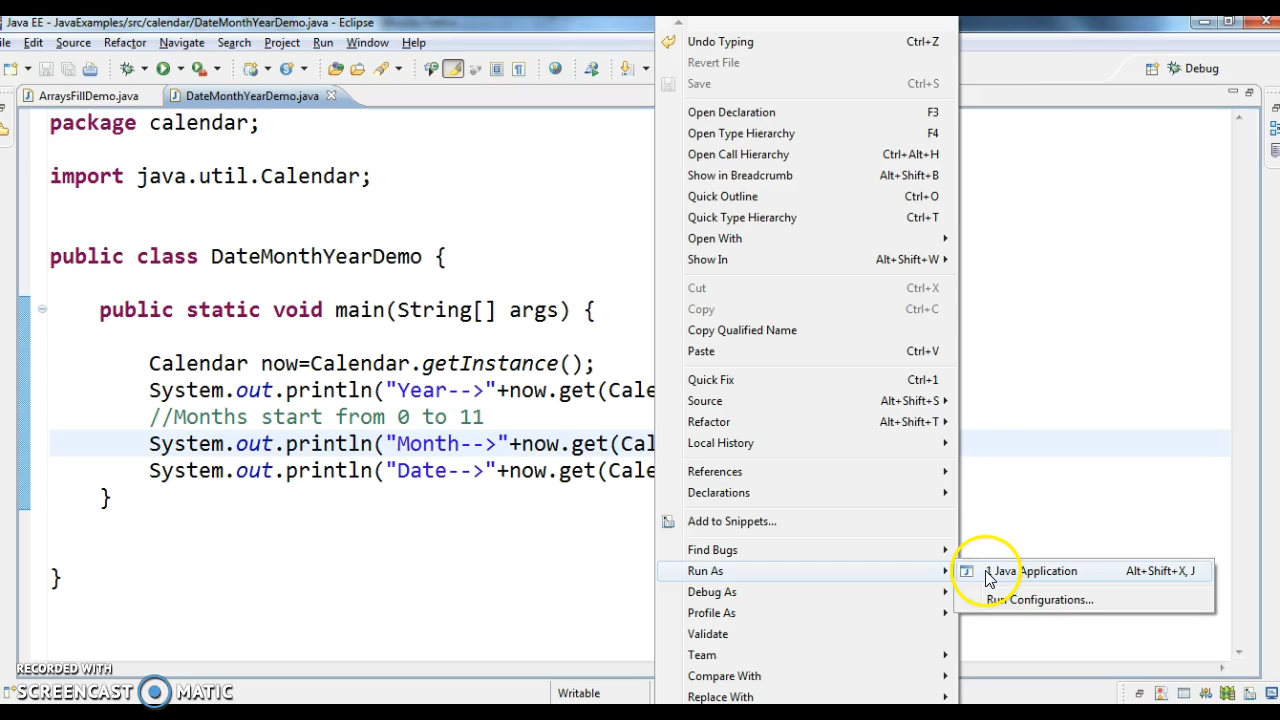 Java EE - JavaExamples/src/calendar/DateMonthYearDemo.java - Eclipse
Edit Source Refactor Navigate Search Project Run Window Help
Debug
ArraysFillDemo.java DateMonthYearDemo.java
package calendar;
import java.util.Calendar;
public class DateMonthYearDemo {
public static void main(String[] args) {
Calendar now=Calendar.getInstance();
System.out.println("Year-->"+now.get(Cale
//Months start from 0 to 11
System.out.println("Month-->"+now.get(Cal
System.out.println("Date-->"+now.get(Cale
}
}
Undo Typing Ctrl+Z
Revert File
Save Ctrl+S
Open Declaration F3
Open Type Hierarchy F4
Open Call Hierarchy Ctrl+Alt+H
Show in Breadcrumb Alt+Shift+B
Quick Outline Ctrl+O
Quick Type Hierarchy Ctrl+T
Open With
Show In Alt+Shift+W
Cut Ctrl+X
Copy Ctrl+C
Copy Qualified Name
Paste Ctrl+V
Quick Fix Ctrl+1
Source Alt+Shift+S
Refactor Alt+Shift+T
Local History
References
Declarations
Add to Snippets...
Find Bugs
Run As
Debug As
Profile As
Validate
Team
Compare With
Replace With
1 Java Application Alt+Shift+X, J
Run Configurations...
RECORDED WITH
SCREENCAST MATIC
Writable